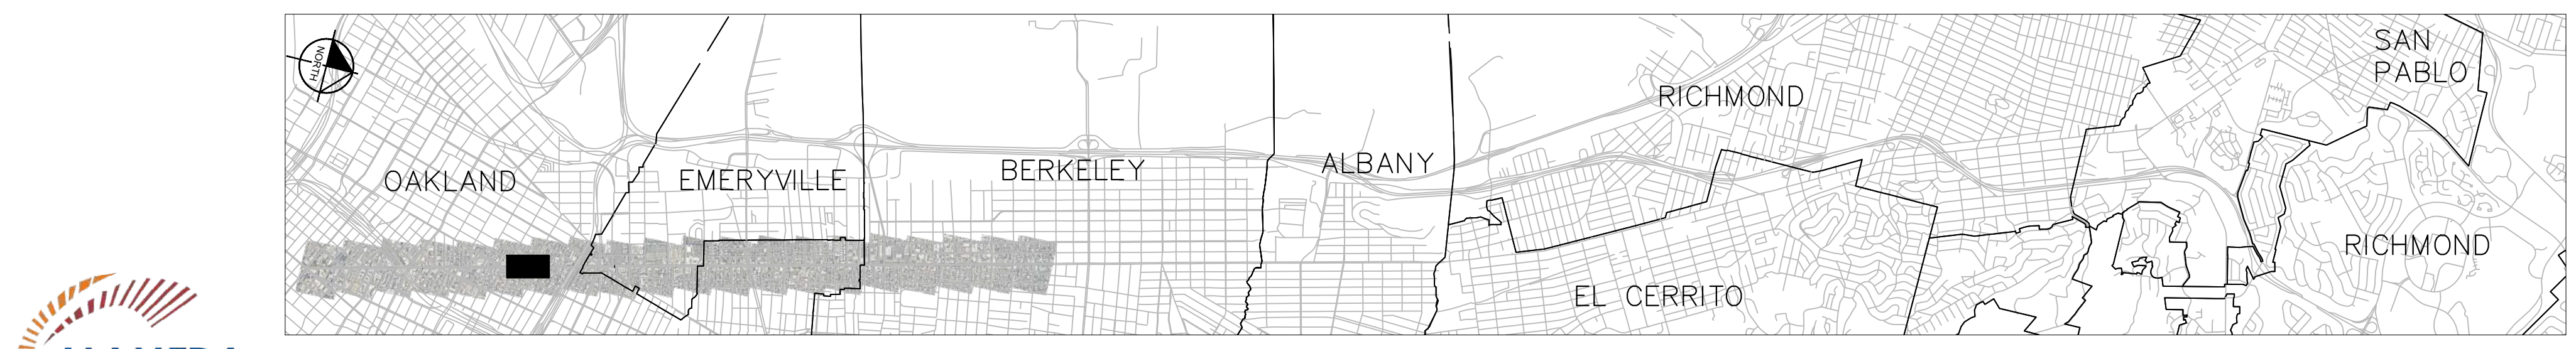 NORTH
SAN
PABLO
RICHMOND
OAKLAND
EMERYVILLE
BERKELEY
ALBANY
RICHMOND
EL CERRITO